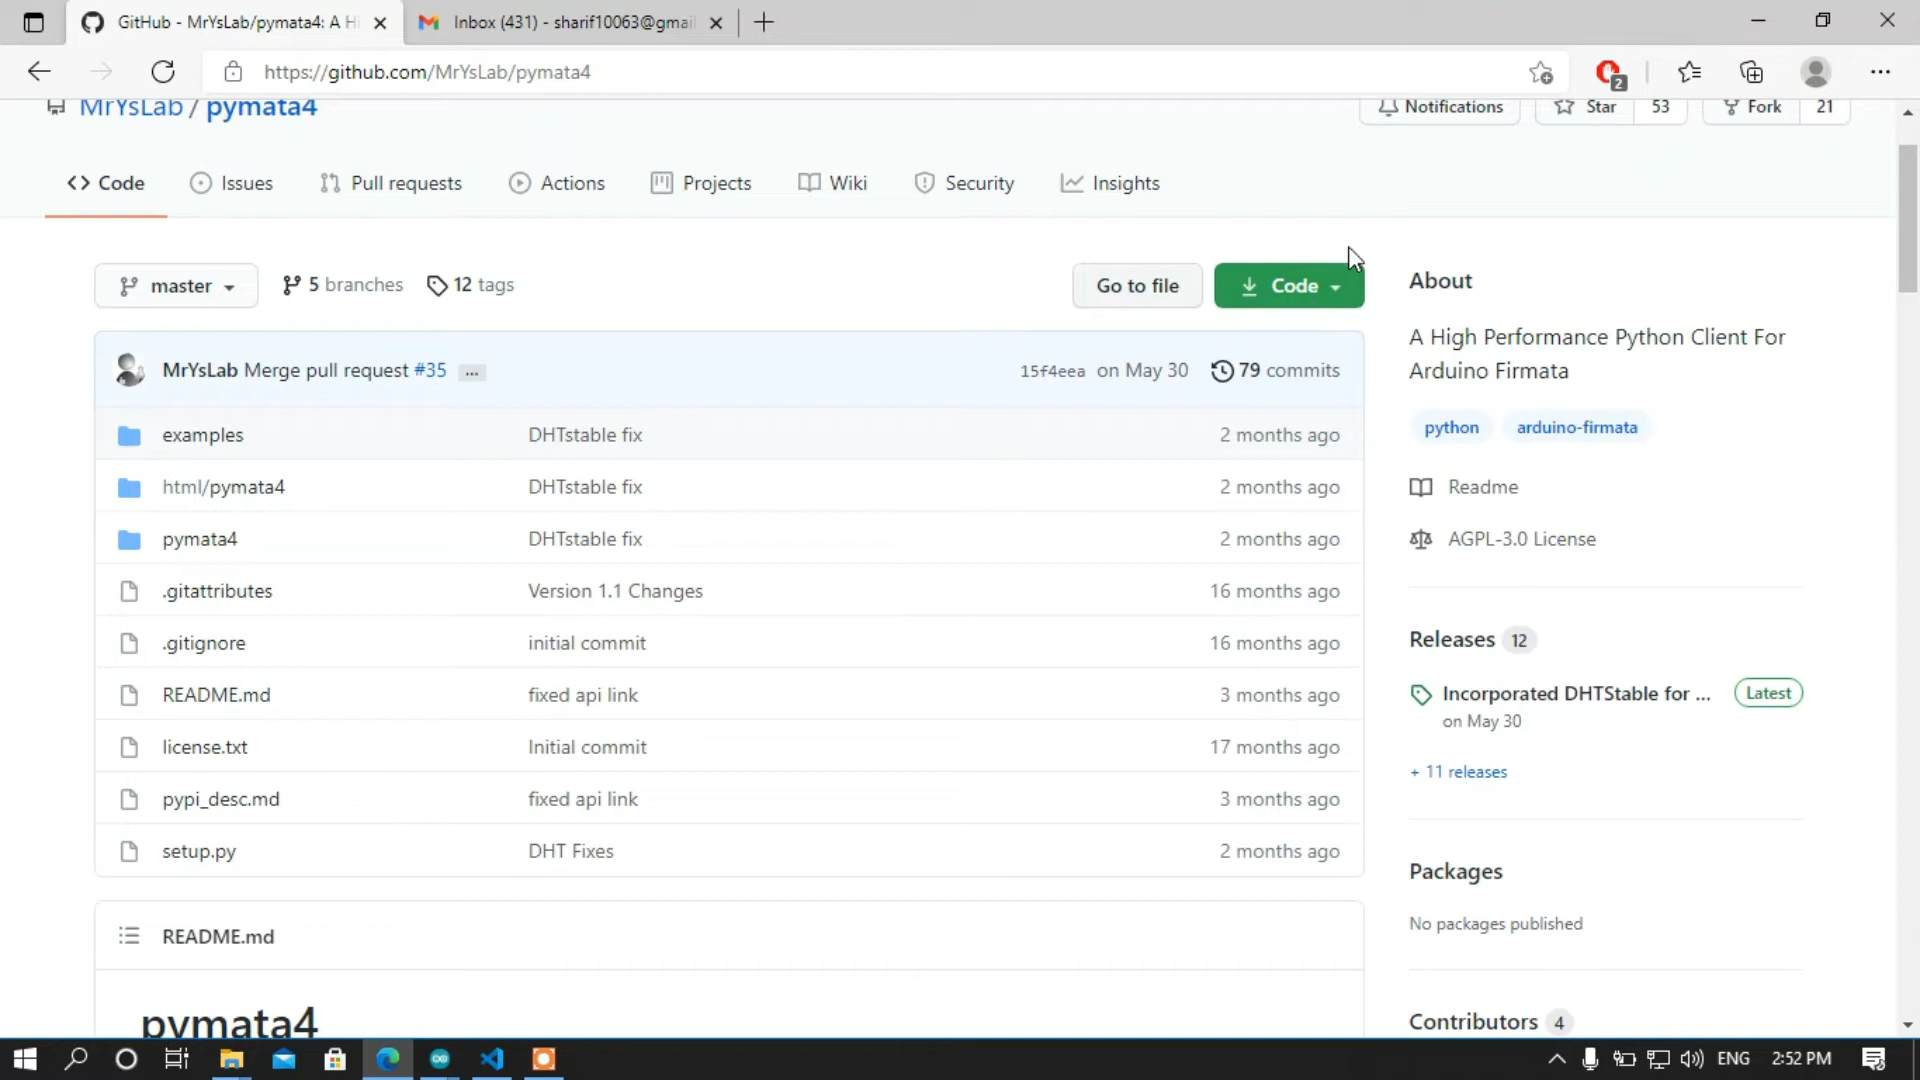 GitHub - MrYsLab/pymata4: A Hi
Inbox (431) - sharif10063@gmai
https://github.com/MrYsLab/pymata4
2
MrYsLab / pymata4
Notifications
Star 53
Fork 21
Code
Issues
Pull requests
Actions
Projects
Wiki
Security
Insights
master
5 branches
12 tags
Go to file
Code
MrYsLab Merge pull request #35 ...
15f4eea on May 30
79 commits
examples DHTstable fix 2 months ago
html/pymata4 DHTstable fix 2 months ago
pymata4 DHTstable fix 2 months ago
.gitattributes Version 1.1 Changes 16 months ago
.gitignore initial commit 16 months ago
README.md fixed api link 3 months ago
license.txt Initial commit 17 months ago
pypi_desc.md fixed api link 3 months ago
setup.py DHT Fixes 2 months ago
README.md
pymata4
About
A High Performance Python Client For
Arduino Firmata
python arduino-firmata
Readme
AGPL-3.0 License
Releases 12
Incorporated DHTStable for ... Latest
on May 30
+ 11 releases
Packages
No packages published
Contributors 4
ENG 2:52 PM